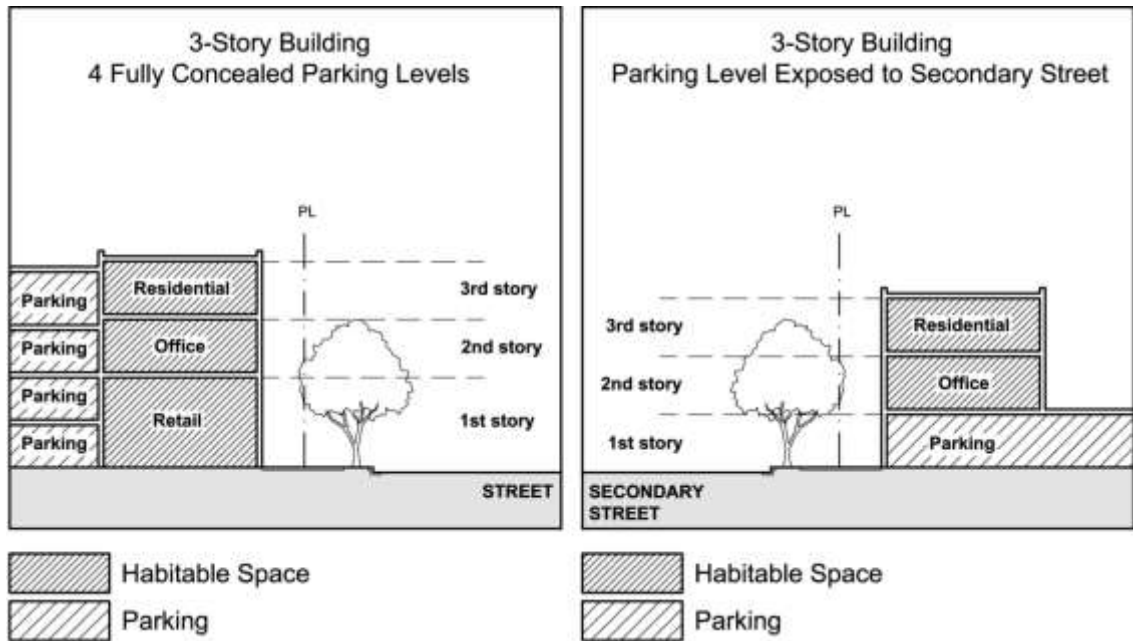 3-Story Building
4 Fully Concealed Parking Levels
PL
Residential
3rd story
Parking
Office
2nd story
Parking
Parking
Retail
1st story
Parking
STREET
Habitable Space
Parking
3-Story Building
Parking Level Exposed to Secondary Street
PL
3rd story
Residential
2nd story
Office
1st story
Parking
SECONDARY
STREET
Habitable Space
Parking